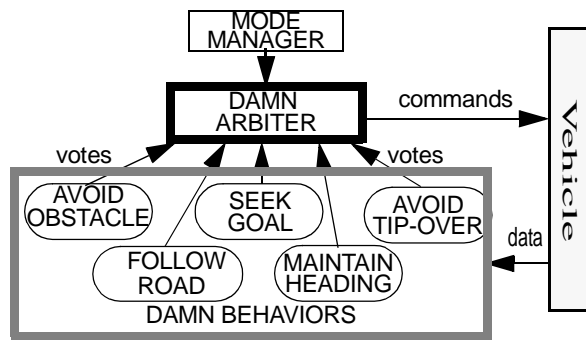 MODE
MANAGER
DAMN
ARBITER
commands
votes
votes
AVOID
OBSTACLE
SEEK
GOAL
AVOID
TIP-OVER
FOLLOW
ROAD
MAINTAIN
HEADING
DAMN BEHAVIORS
data
Vehicle